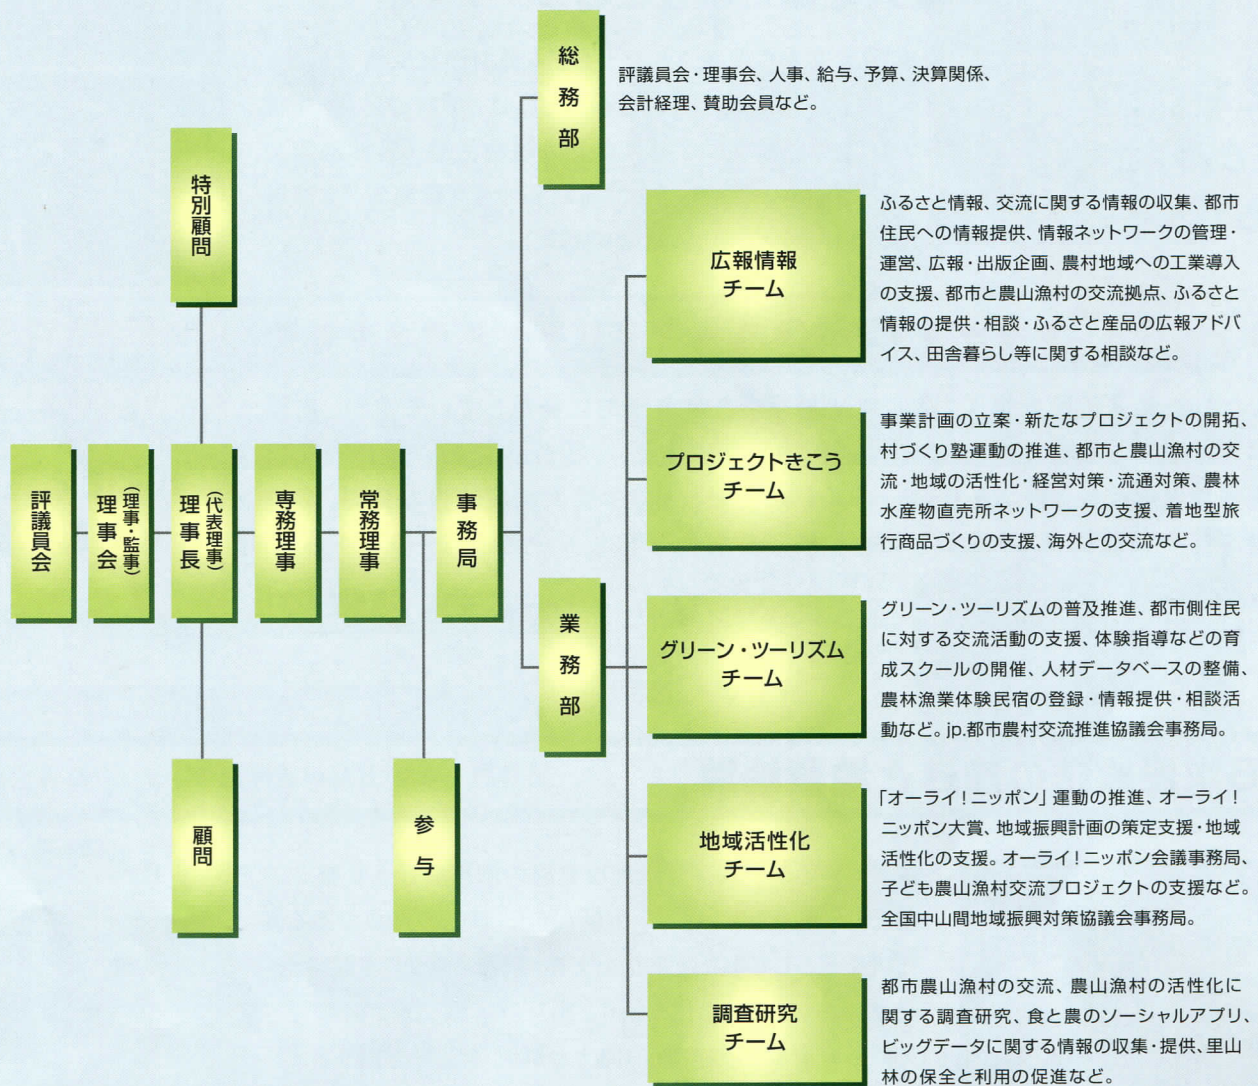 総務部
評議員会・理事会、人事、給与、予算、決算関係、
会計経理、賛助会員など。
特別顧問
評議員会
理事会
(理事・監事)
理事長
(代表理事)
専務理事
常務理事
事務局
顧問
参与
業務部
広報情報
チーム
ふるさと情報、交流に関する情報の収集、都市
住民への情報提供、情報ネットワークの管理・
運営、広報・出版企画、農村地域への工業導入
の支援、都市と農山漁村の交流拠点、ふるさと
情報の提供・相談・ふるさと産品の広報アドバ
イス、田舎暮らし等に関する相談など。
プロジェクトきこう
チーム
事業計画の立案・新たなプロジェクトの開拓、
村づくり塾運動の推進、都市と農山漁村の交
流・地域の活性化・経営対策・流通対策、農林
水産物直売所ネットワークの支援、着地型旅
行商品づくりの支援、海外との交流など。
グリーン・ツーリズム
チーム
グリーン・ツーリズムの普及推進、都市側住民
に対する交流活動の支援、体験指導などの育
成スクールの開催、人材データベースの整備、
農林漁業体験民宿の登録・情報提供・相談活
動など。jp.都市農村交流推進協議会事務局。
地域活性化
チーム
「オーライ!ニッポン」運動の推進、オーライ!
ニッポン大賞、地域振興計画の策定支援・地域
活性化の支援。オーライ!ニッポン会議事務局、
子ども農山漁村交流プロジェクトの支援など。
全国中山間地域振興対策協議会事務局。
調査研究
チーム
都市農山漁村の交流、農山漁村の活性化に
関する調査研究、食と農のソーシャルアプリ、
ビッグデータに関する情報の収集・提供、里山
林の保全と利用の促進など。